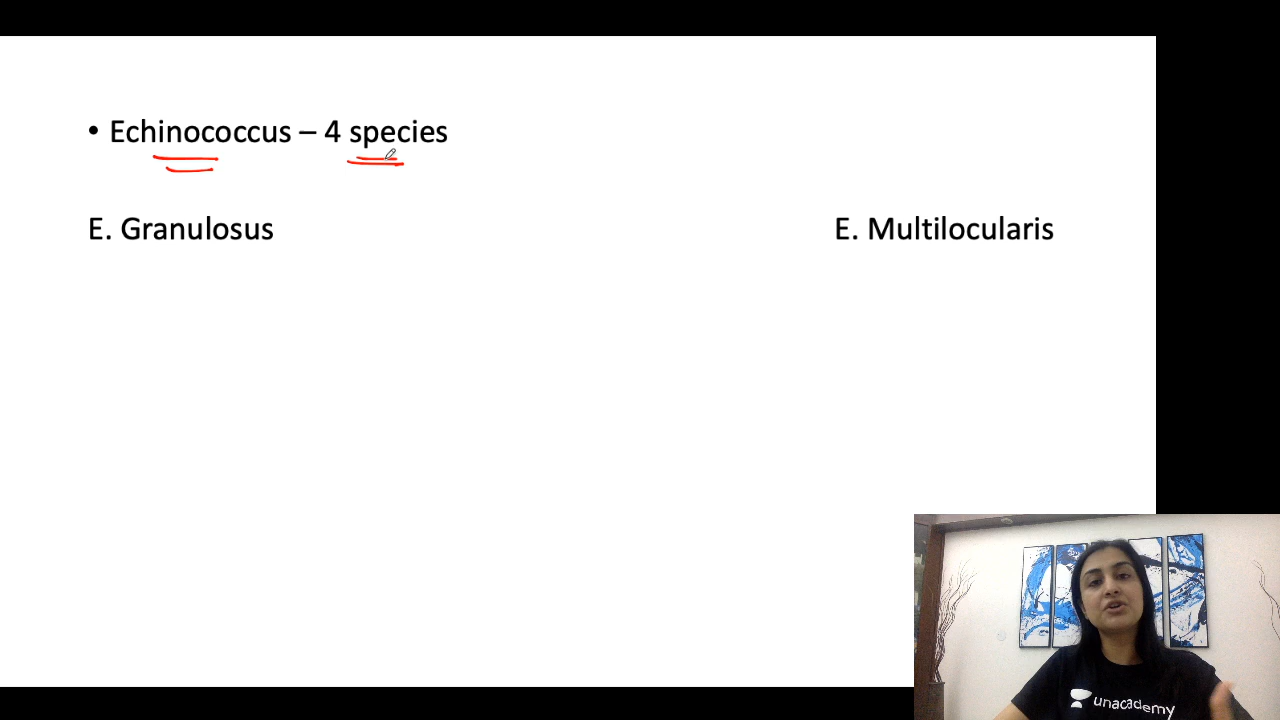 • Echinococcus – 4 species
E. Granulosus
E. Multilocularis
unacademy